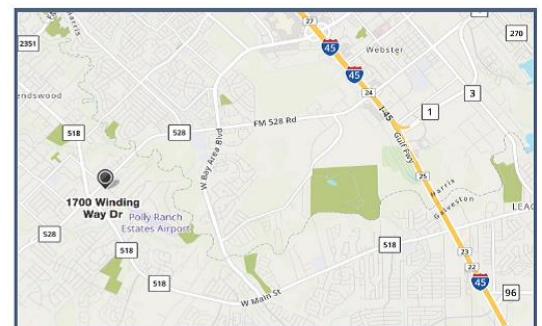 27
Harris
2351
45
Webster
270
45
endswood
24
3
I-45
1
518
528
FM 528 Rd
Gulf Fwy
W Bay Area Blvd
25
1700 Winding
Way Dr
Polly Ranch
Estates Airport
Harris
Galveston
LEAG
528
518
518
23
518
22
45
96
W Main St